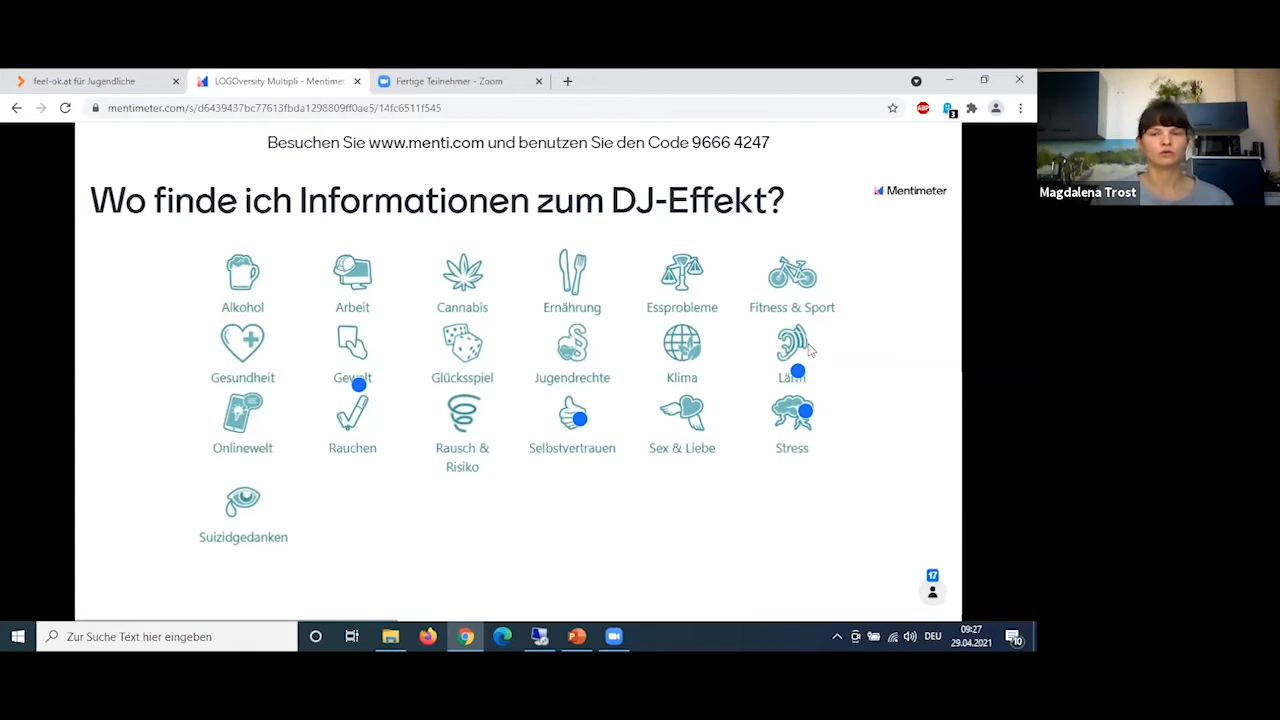 feel-ok.at für Jugendliche
LOGOversity Multipli - Mentimet
Fertige Teilnehmer - Zoom
mentimeter.com/s/d6439437bc77613fbda1298809ff0ae5/14fc6511f545
ABP
3
Magdalena Trost
Besuchen Sie www.menti.com und benutzen Sie den Code 9666 4247
Wo finde ich Informationen zum DJ-Effekt?
Mentimeter
Alkohol
Arbeit
Cannabis
Ernährung
Essprobleme
Fitness & Sport
Gesundheit
Gewalt
Glücksspiel
Jugendrechte
Klima
Lärm
Onlinewelt
Rauchen
Rausch &
Risiko
Selbstvertrauen
Sex & Liebe
Stress
Suizidgedanken
17
Zur Suche Text hier eingeben
DEU
09:27
29.04.2021
10